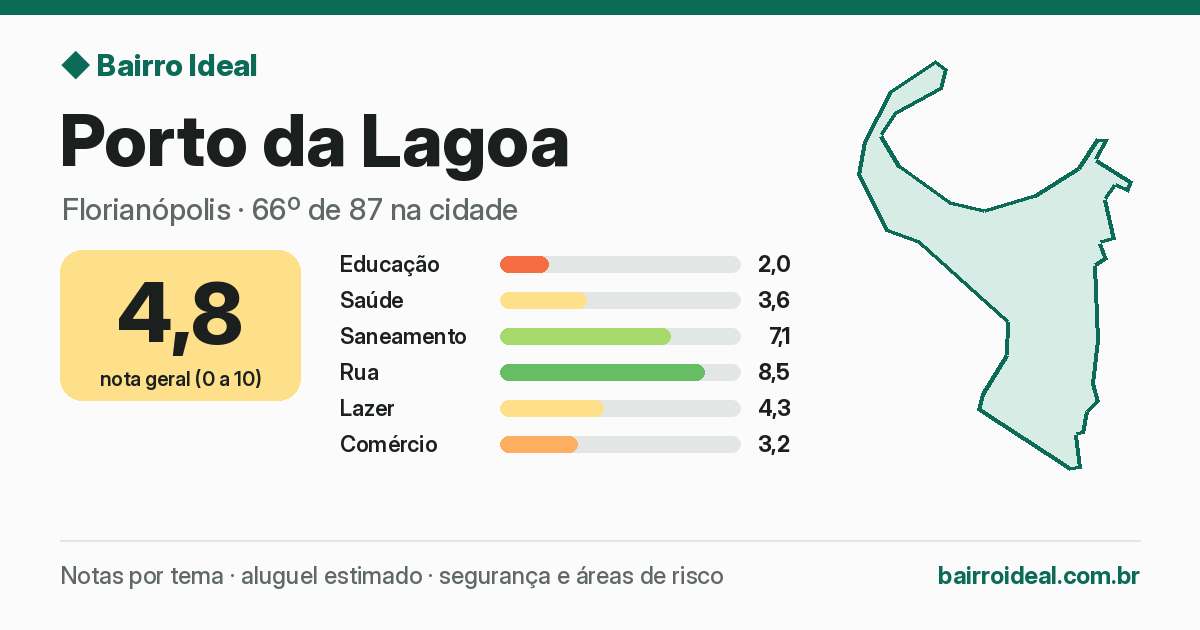 Bairro Ideal
Porto da Lagoa
Florianópolis · 66º de 87 na cidade
4,8
nota geral (0 a 10)
Educação 2,0
Saúde 3,6
Saneamento 7,1
Rua 8,5
Lazer 4,3
Comércio 3,2
Notas por tema · aluguel estimado · segurança e áreas de risco
bairroideal.com.br